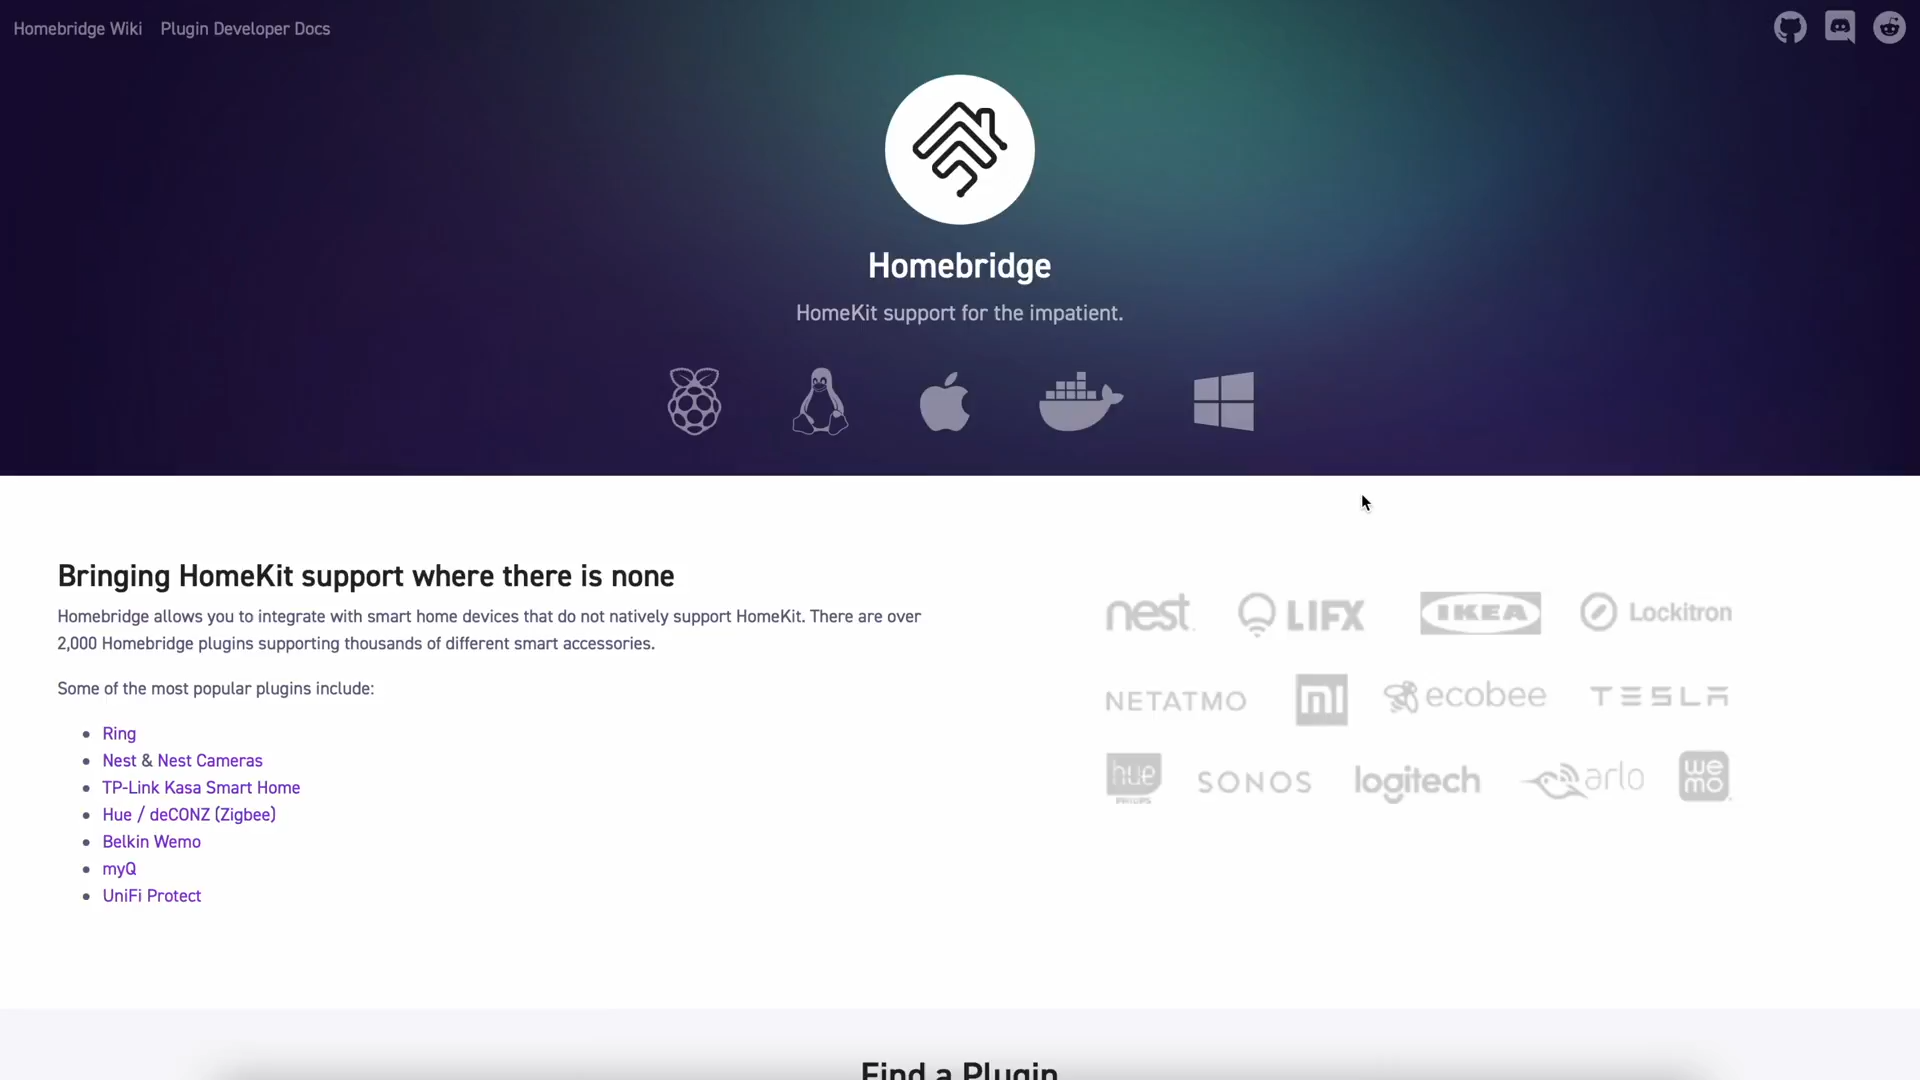 Homebridge Wiki Plugin Developer Docs
Homebridge
HomeKit support for the impatient.
Bringing HomeKit support where there is none
Homebridge allows you to integrate with smart home devices that do not natively support HomeKit. There are over
2,000 Homebridge plugins supporting thousands of different smart accessories.
Some of the most popular plugins include:
Ring
Nest & Nest Cameras
TP-Link Kasa Smart Home
Hue / deCONZ (Zigbee)
Belkin Wemo
myQ
UniFi Protect
nest LIFX IKEA Lockitron
NETATMO mi ecobee TESLA
hue PHILIPS SONOS logitech arlo we mo
Find a Plugin